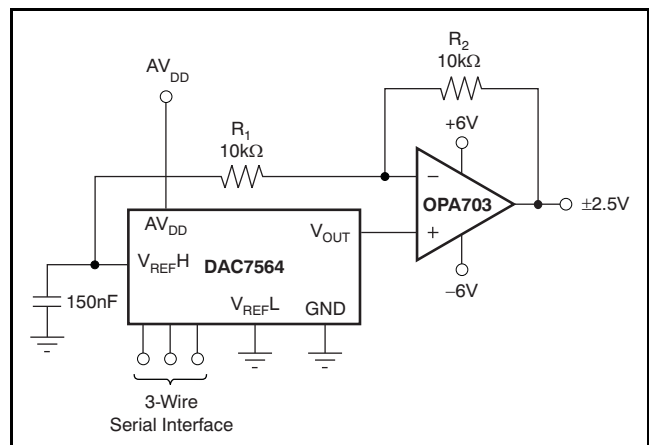 R2
10kΩ
AVDD
+6V
R1
10kΩ
−
OPA703
±2.5V
AVDD
VOUT
+
VREFH
DAC7564
−6V
150nF
VREFL
GND
3-Wire
Serial Interface